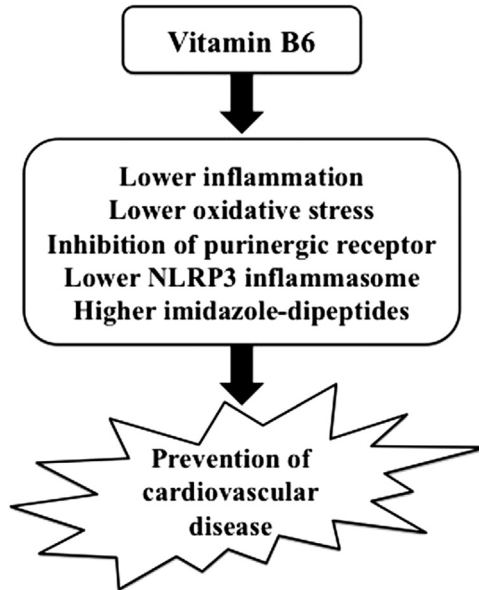 Vitamin B6
Lower inflammation
Lower oxidative stress
Inhibition of purinergic receptor
Lower NLRP3 inflammasome
Higher imidazole-dipeptides
Prevention of
cardiovascular
disease